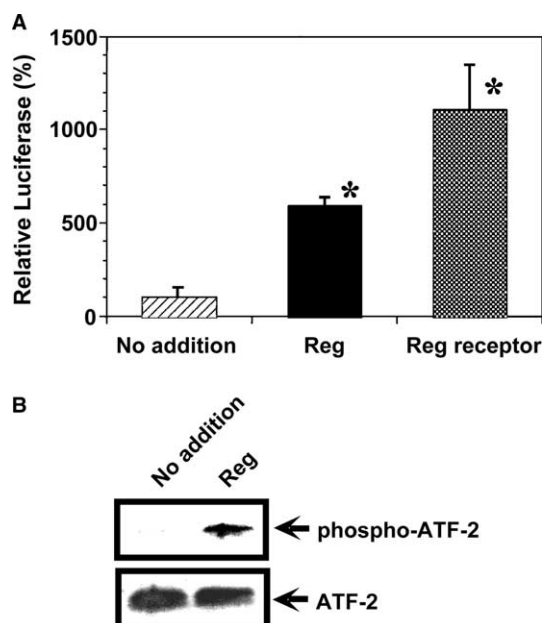 A
Relative Luciferase (%)
1500
1000
500
0
*
*
No addition
Reg
Reg receptor
B
No addition
Reg
phospho-ATF-2
ATF-2